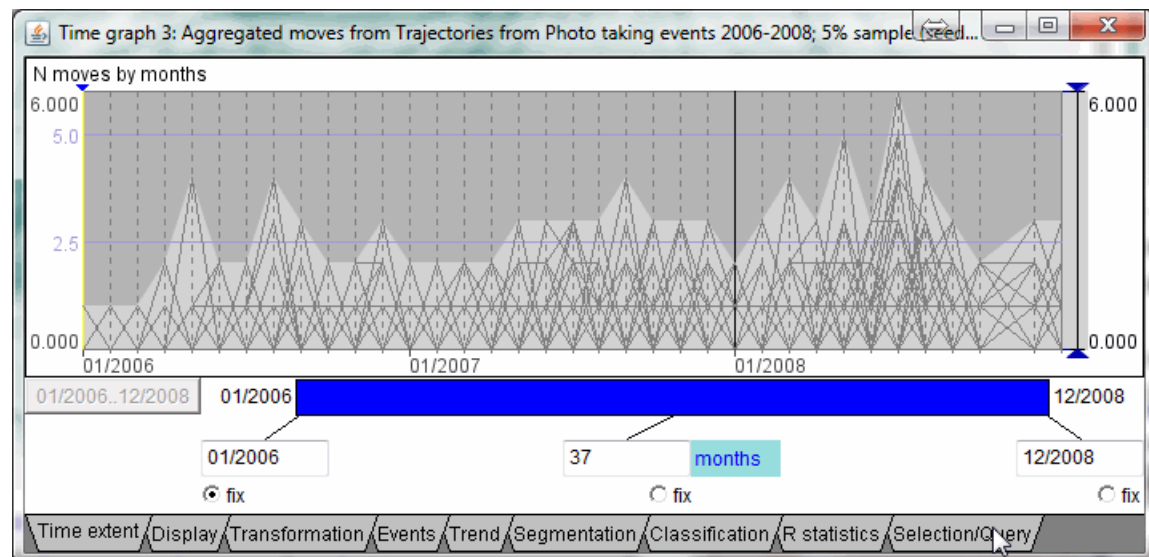 Time graph 3: Aggregated moves from Trajectories from Photo taking events 2006-2008; 5% sample (seed...
N moves by months
6.000 6.000
5.0
2.5
0.000 0.000
01/2006 01/2007 01/2008
01/2006..12/2008 01/2006 12/2008
01/2006 37 months 12/2008
fix fix fix
Time extent Display Transformation Events Trend Segmentation Classification R statistics Selection/Query